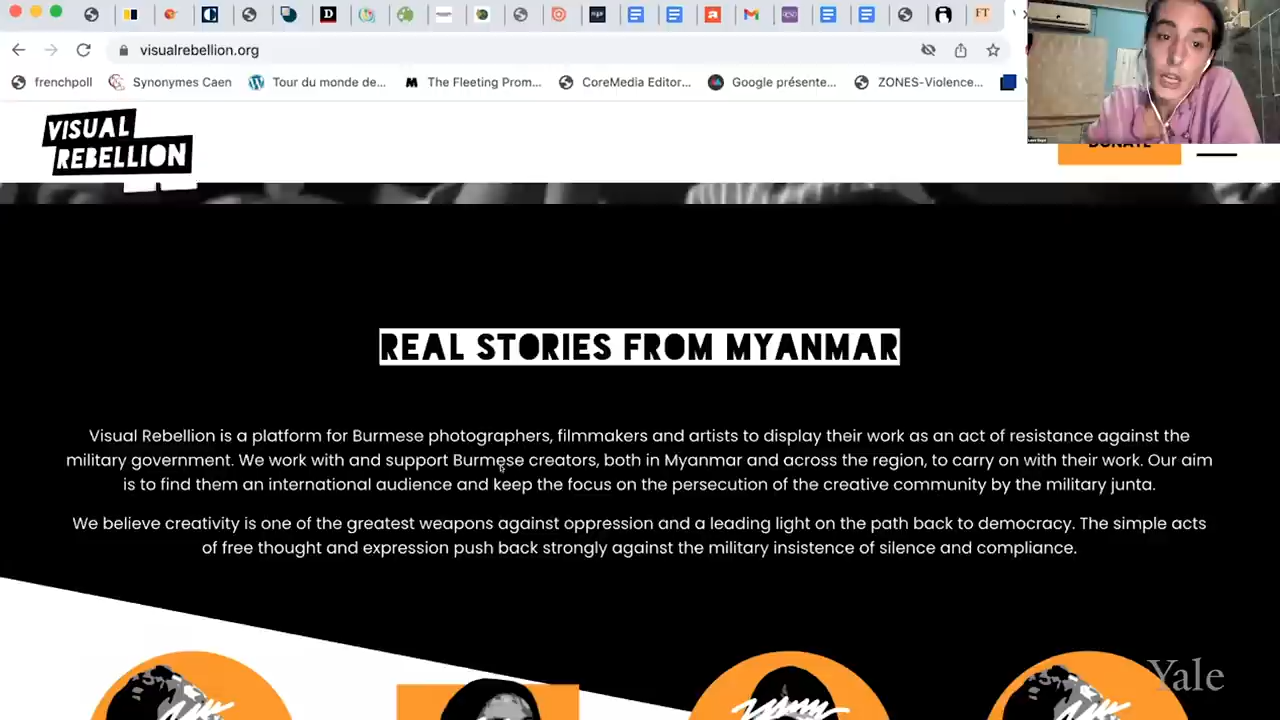 visualrebellion.org
frenchpoll
Synonymes Caen
Tour du monde de...
The Fleeting Prom...
CoreMedia Editor...
Google présente...
ZONES-Violence...
VISUAL
REBELLION
DONATE
REAL STORIES FROM MYANMAR
Visual Rebellion is a platform for Burmese photographers, filmmakers and artists to display their work as an act of resistance against the
military government. We work with and support Burmese creators, both in Myanmar and across the region, to carry on with their work. Our aim
is to find them an international audience and keep the focus on the persecution of the creative community by the military junta.
We believe creativity is one of the greatest weapons against oppression and a leading light on the path back to democracy. The simple acts
of free thought and expression push back strongly against the military insistence of silence and compliance.
Yale